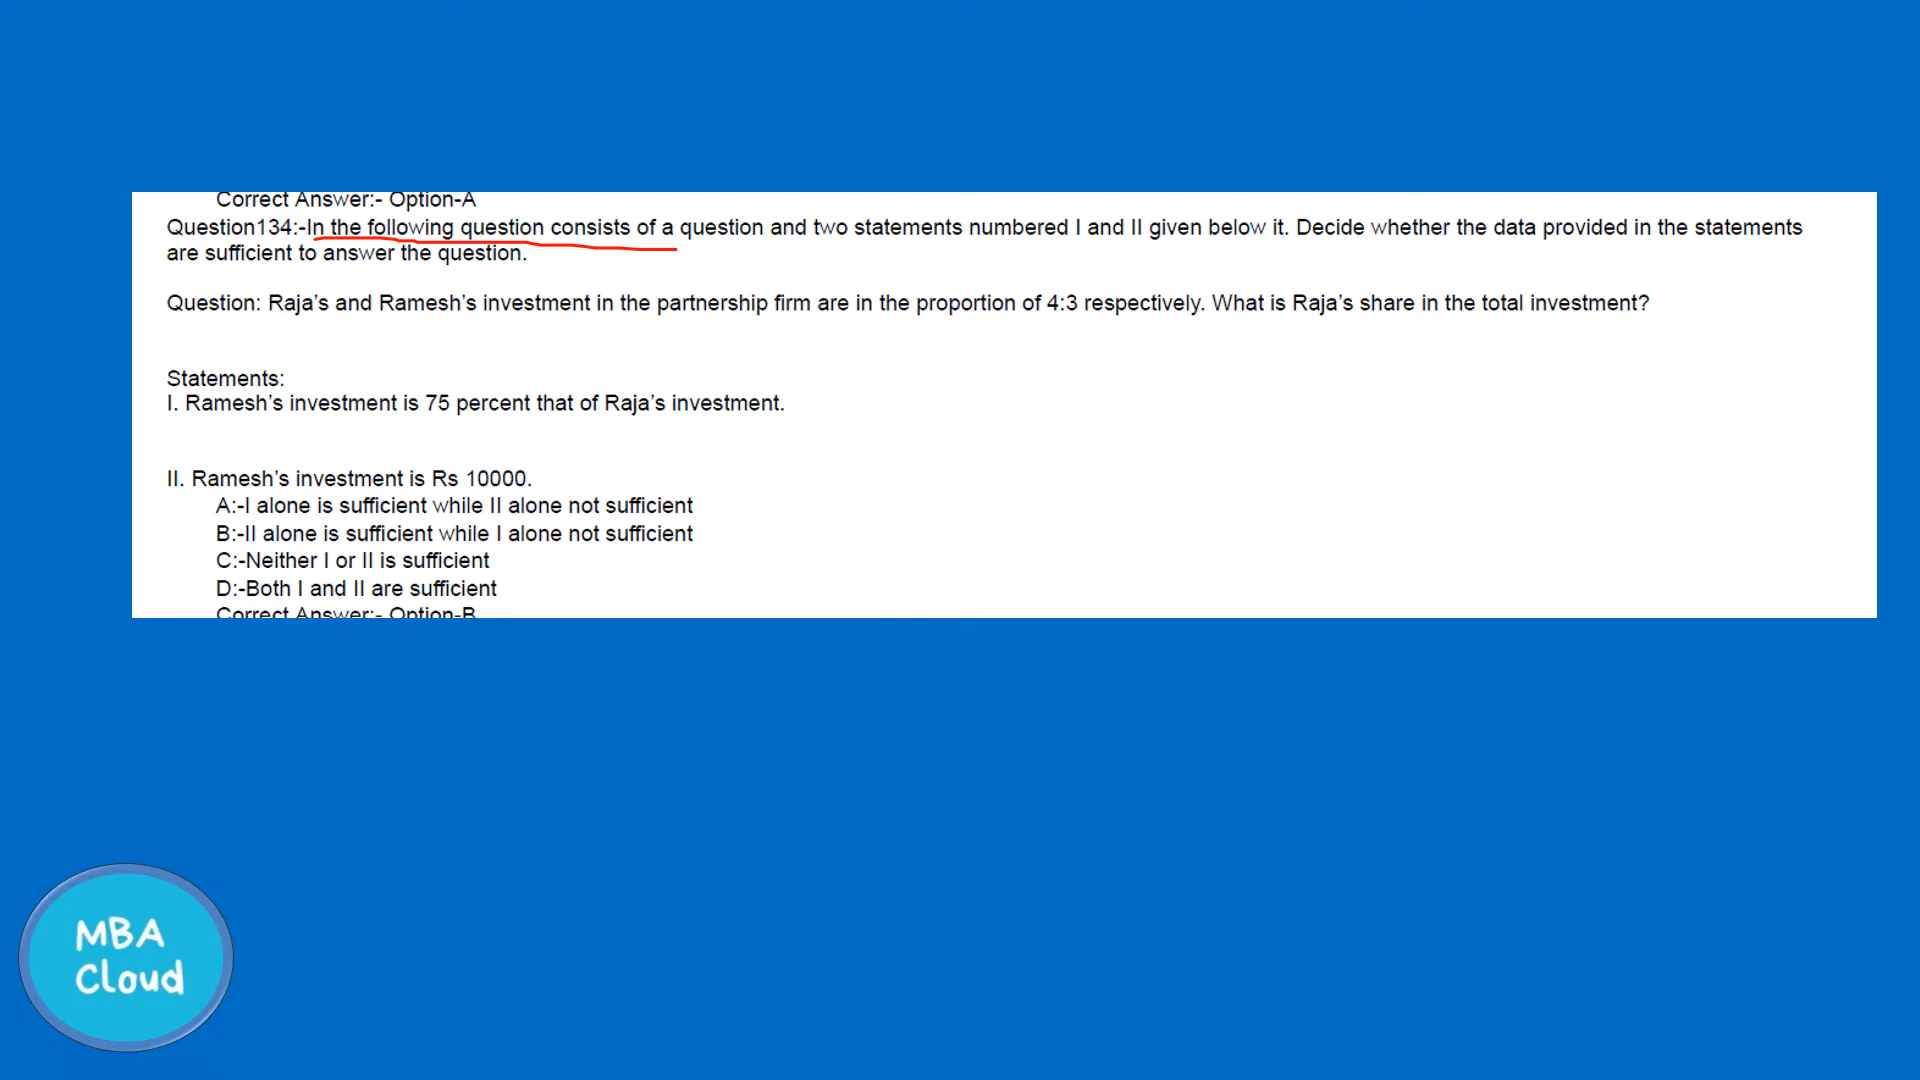 Correct Answer:- Option-A
Question134:-In the following question consists of a question and two statements numbered I and II given below it. Decide whether the data provided in the statements
are sufficient to answer the question.
Question: Raja’s and Ramesh’s investment in the partnership firm are in the proportion of 4:3 respectively. What is Raja’s share in the total investment?
Statements:
I. Ramesh’s investment is 75 percent that of Raja’s investment.
II. Ramesh’s investment is Rs 10000.
A:-I alone is sufficient while II alone not sufficient
B:-II alone is sufficient while I alone not sufficient
C:-Neither I or II is sufficient
D:-Both I and II are sufficient
Correct Answer:- Option-B
MBA
Cloud